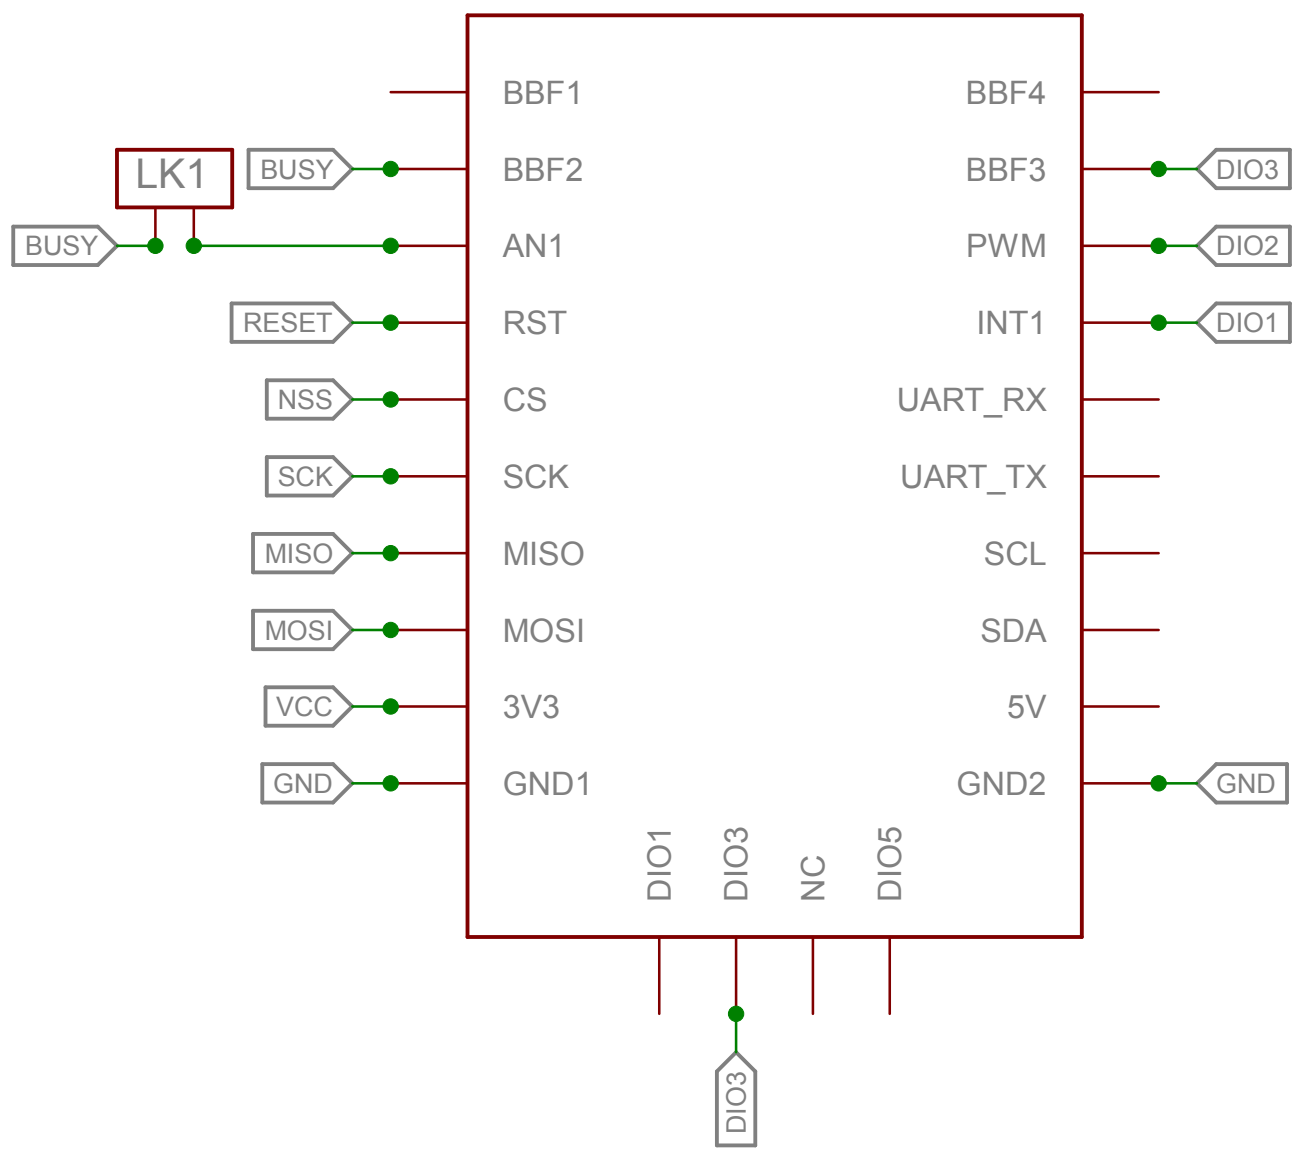 BBF1 BBF4
LK1 BUSY BBF2 BBF3 DIO3
BUSY AN1 PWM DIO2
RESET RST INT1 DIO1
NSS CS UART_RX
SCK SCK UART_TX
MISO MISO SCL
MOSI MOSI SDA
VCC 3V3 5V
GND GND1 GND2 GND
DIO1 DIO3 NC DIO5
DIO3